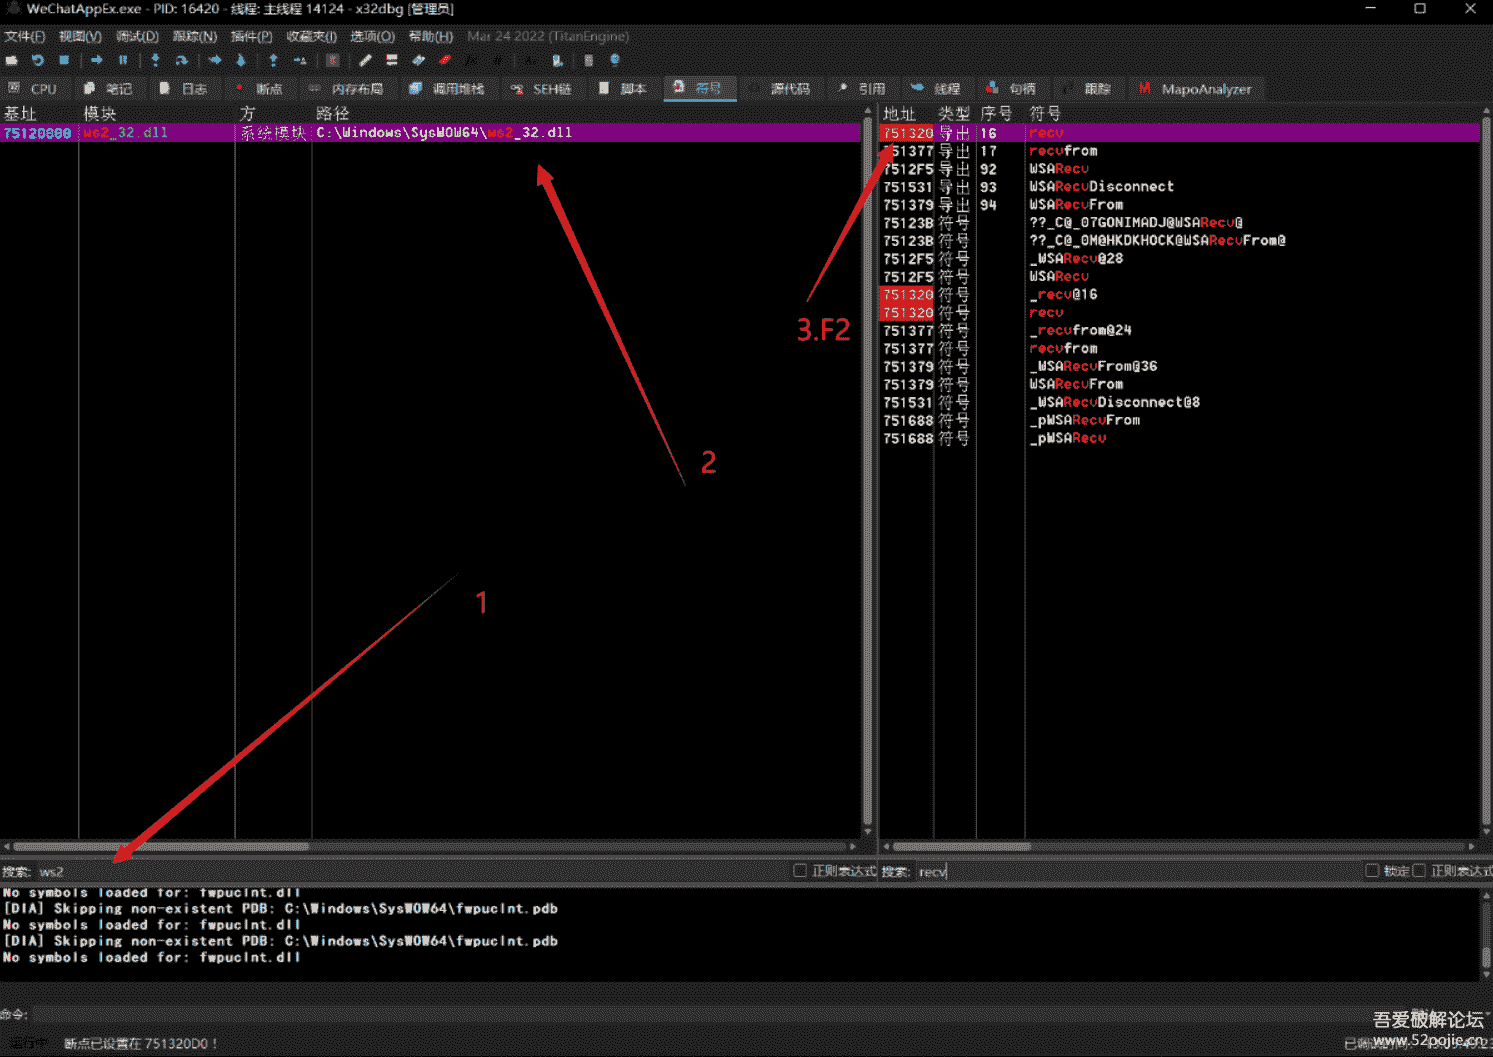 WeChatAppEx.exe - PID: 16420 - 线程: 主线程 14124 - x32dbg [管理员]
文件(F) 视图(V) 调试(D) 跟踪(N) 插件(P) 收藏夹(I) 选项(O) 帮助(H) Mar 24 2022 (TitanEngine)
CPU 笔记 日志 断点 内存布局 调用堆栈 SEH链 脚本 符号 源代码 引用 线程 句柄 跟踪 MapoAnalyzer
基址 模块 方 路径
75120000 ws2_32.dll 系统模块 C:\Windows\SysWOW64\ws2_32.dll
地址 类型 序号 符号
751320 导出 16 recv
751377 导出 17 recvfrom
7512F5 导出 92 WSARecv
751531 导出 93 WSARecvDisconnect
751379 导出 94 WSARecvFrom
75123B 符号 ??_C@_07GONIMADJ@WSARecv@
75123B 符号 ??_C@_0M@HKDKHOCK@WSARecvFrom@
7512F5 符号 _WSARecv@28
7512F5 符号 WSARecv
751320 符号 _recv@16
751320 符号 recv
751377 符号 _recvfrom@24
751377 符号 recvfrom
751379 符号 _WSARecvFrom@36
751379 符号 WSARecvFrom
751531 符号 _WSARecvDisconnect@8
751688 符号 _pWSARecvFrom
751688 符号 _pWSARecv
3.F2
2
1
搜索: ws2 正则表达式
搜索: recv 锁定 正则表达式
No symbols loaded for: fwpuclnt.dll
[DIA] Skipping non-existent PDB: C:\Windows\SysWOW64\fwpuclnt.pdb
No symbols loaded for: fwpuclnt.dll
[DIA] Skipping non-existent PDB: C:\Windows\SysWOW64\fwpuclnt.pdb
No symbols loaded for: fwpuclnt.dll
命令:
运行中 断点已设置在 751320D0 !
吾爱破解论坛
www.52pojie.cn